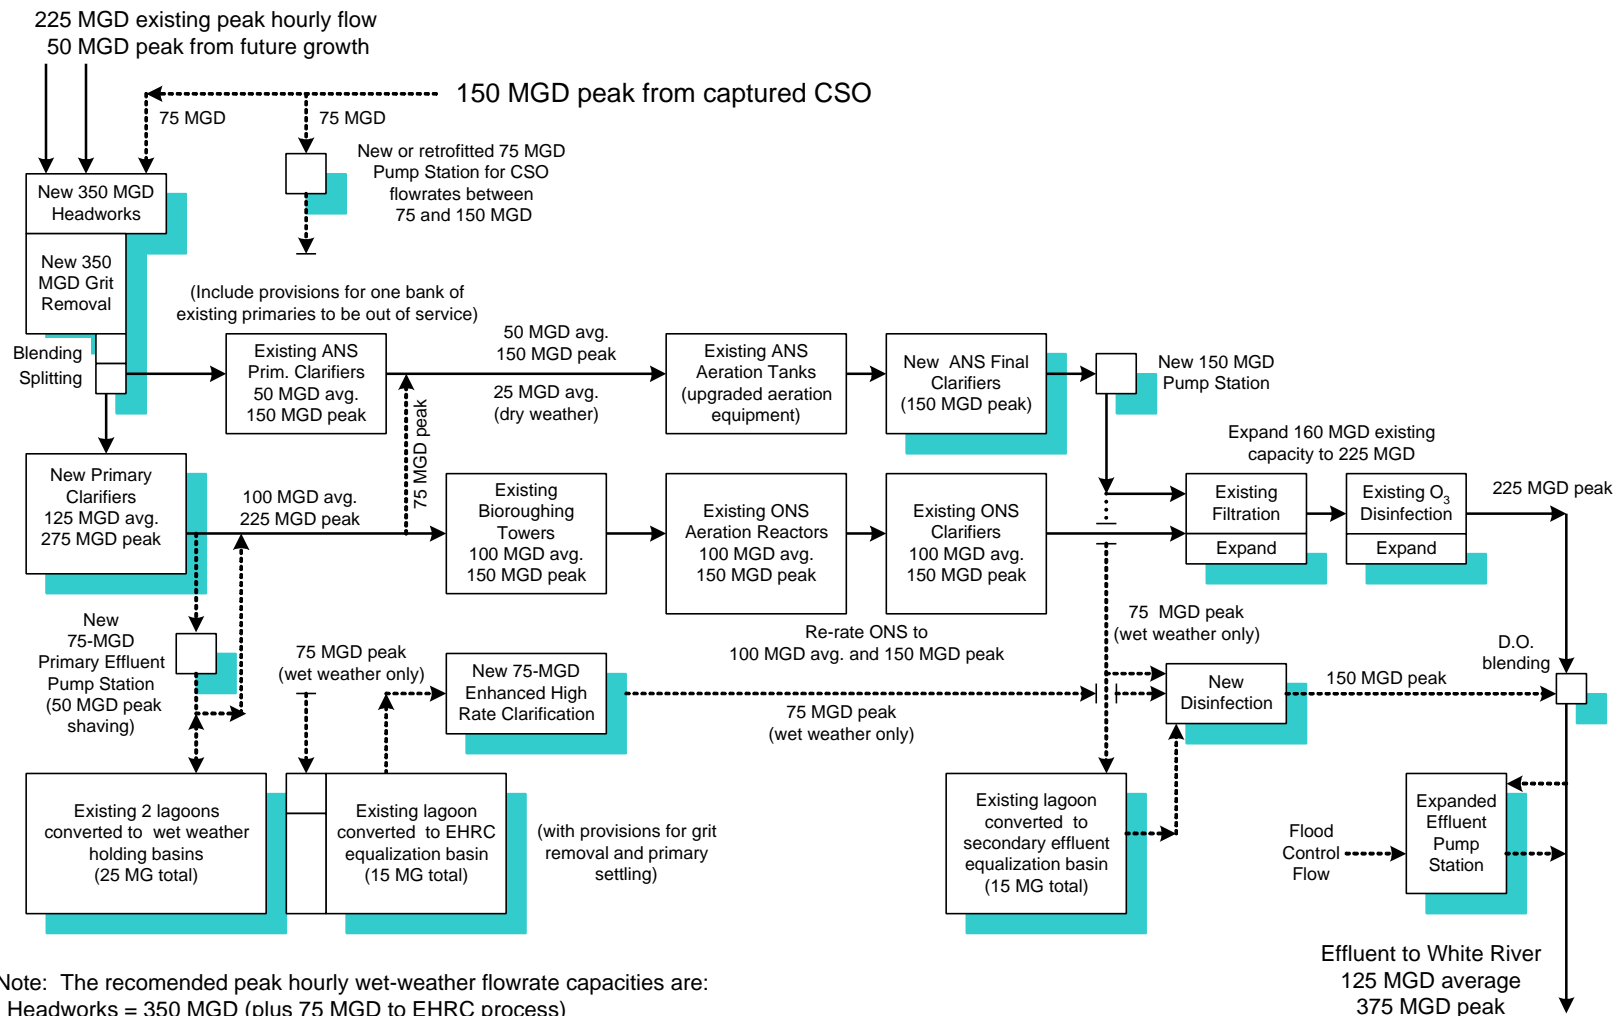 225 MGD existing peak hourly flow
50 MGD peak from future growth
150 MGD peak from captured CSO
75 MGD
75 MGD
New or retrofitted 75 MGD
Pump Station for CSO
flowrates between
75 and 150 MGD
New 350 MGD
Headworks
New 350
MGD Grit
Removal
Blending
Splitting
(Include provisions for one bank of
existing primaries to be out of service)
Existing ANS
Prim. Clarifiers
50 MGD avg.
150 MGD peak
50 MGD avg.
150 MGD peak
25 MGD avg.
(dry weather)
Existing ANS
Aeration Tanks
(upgraded aeration
equipment)
New ANS Final
Clarifiers
(150 MGD peak)
New 150 MGD
Pump Station
Expand 160 MGD existing
capacity to 225 MGD
New Primary
Clarifiers
125 MGD avg.
275 MGD peak
100 MGD avg.
225 MGD peak
75 MGD peak
Existing
Bioroughing
Towers
100 MGD avg.
150 MGD peak
Existing ONS
Aeration Reactors
100 MGD avg.
150 MGD peak
Existing ONS
Clarifiers
100 MGD avg.
150 MGD peak
Existing
Filtration
Expand
Existing O3
Disinfection
Expand
225 MGD peak
New
75-MGD
Primary Effluent
Pump Station
(50 MGD peak
shaving)
75 MGD peak
(wet weather only)
New 75-MGD
Enhanced High
Rate Clarification
Re-rate ONS to
100 MGD avg. and 150 MGD peak
75 MGD peak
(wet weather only)
75 MGD peak
(wet weather only)
New
Disinfection
150 MGD peak
D.O.
blending
Existing 2 lagoons
converted to wet weather
holding basins
(25 MG total)
Existing lagoon
converted to EHRC
equalization basin
(15 MG total)
(with provisions for grit
removal and primary
settling)
Existing lagoon
converted to
secondary effluent
equalization basin
(15 MG total)
Flood
Control
Flow
Expanded
Effluent
Pump
Station
Effluent to White River
125 MGD average
375 MGD peak
Note: The recomended peak hourly wet-weather flowrate capacities are:
Headworks = 350 MGD (plus 75 MGD to EHRC process)